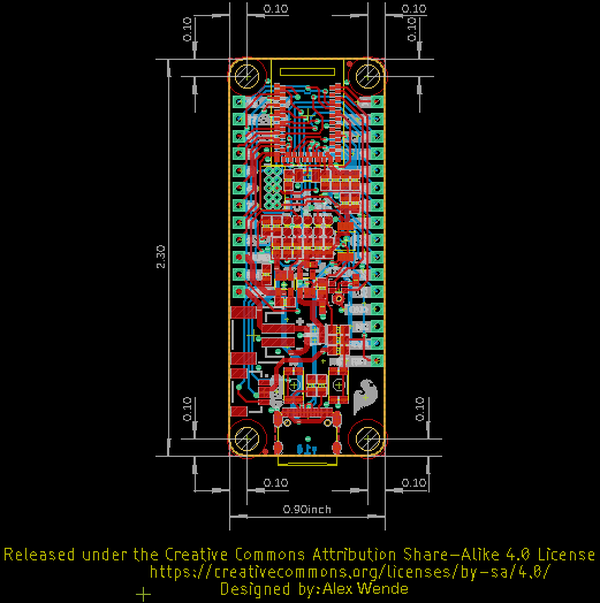 0.10 0.10
0.10 0.10
2.30
0.10 0.10
0.10 0.10
0.90inch
Released under the Creative Commons Attribution Share-Alike 4.0 License
https://creativecommons.org/licenses/by-sa/4.0/
Designed by:Alex Wende